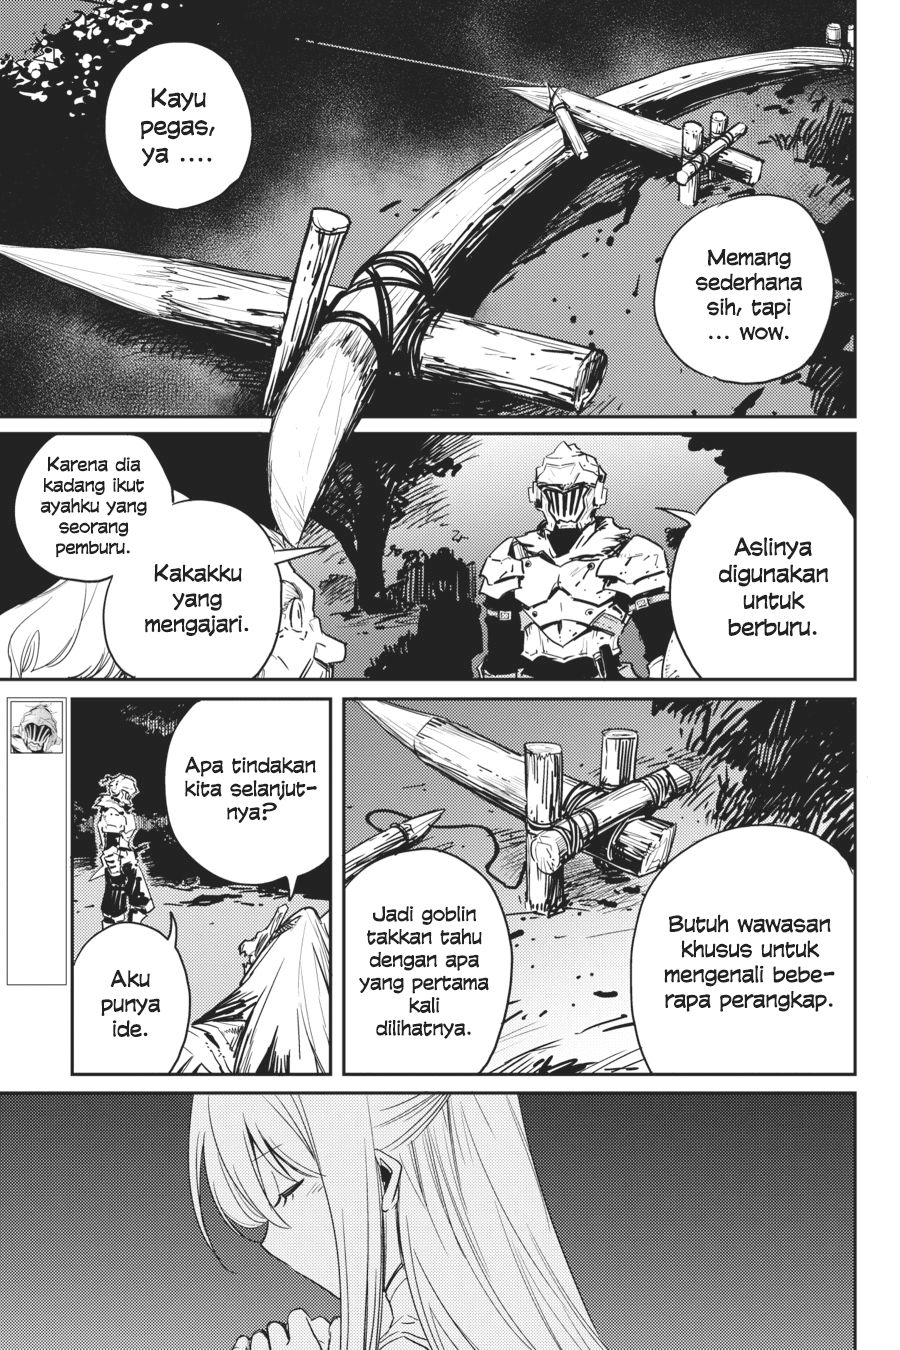 Kayu
pegas,
ya ....
Memang
sederhana
sih, tapi
... wow.
Aslinya
digunakan
untuk
berburu.
Kakakku
yang
mengajari.
Karena dia
kadang ikut
ayahku yang
seorang
pemburu.
Butuh wawasan
khusus untuk
mengenali bebe-
rapa perangkap.
Jadi goblin
takkan tahu
dengan apa
yang pertama
kali
dilihatnya.
Apa tindakan
kita selanjut-
nya?
Aku
punya
ide.